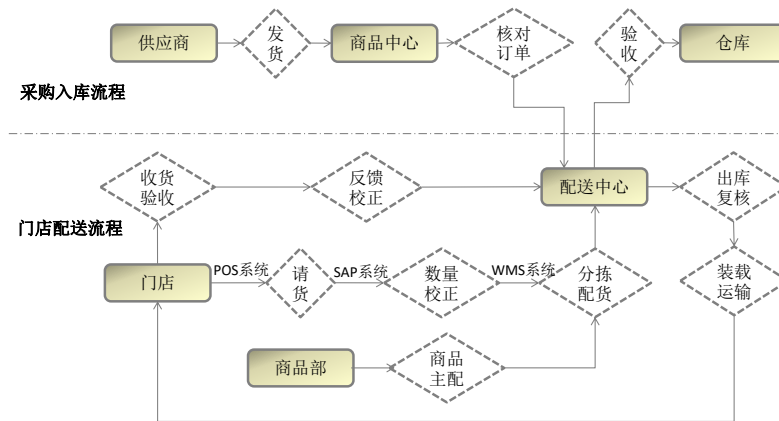 供应商
发
货
商品中心
核对
订单
验
收
仓库
采购入库流程
收货
验收
反馈
校正
配送中心
出库
复核
门店配送流程
门店
POS系统
请
货
SAP系统
数量
校正
WMS系统
分拣
配货
装载
运输
商品部
商品
主配